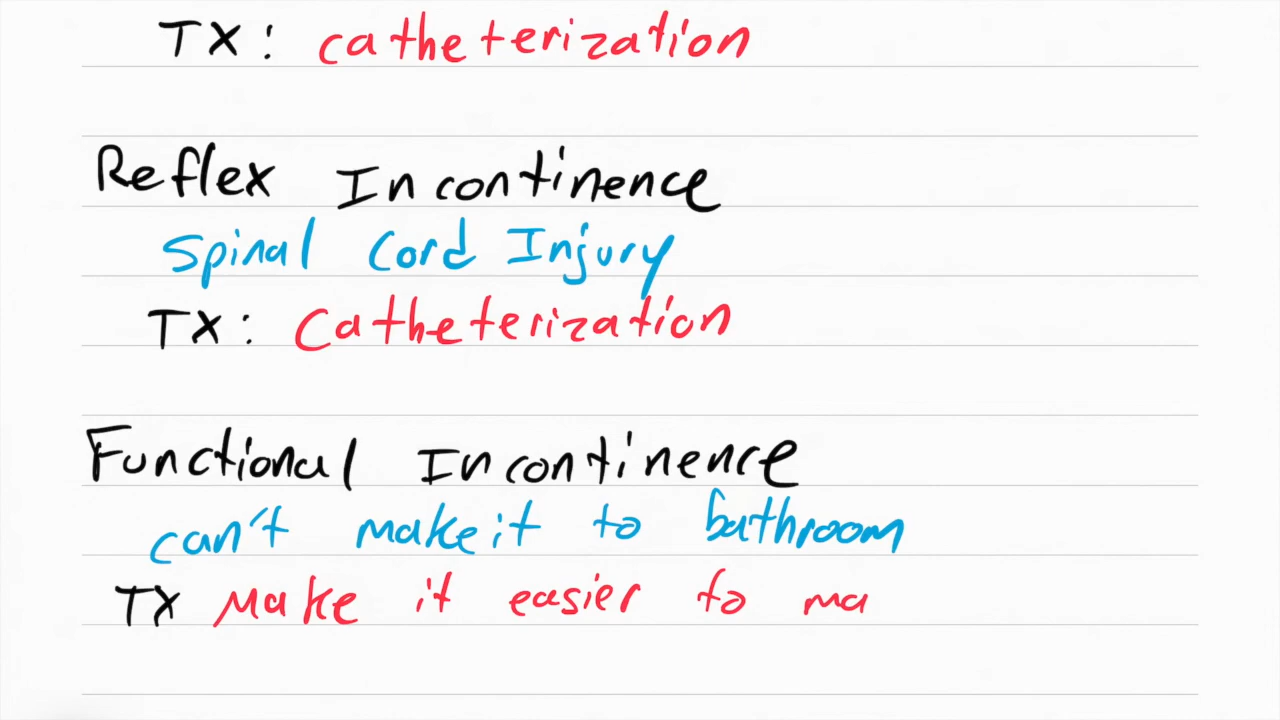 TX: catheterization
Reflex Incontinence
Spinal Cord Injury
TX: Catheterization
Functional Incontinence
can't make it to bathroom
TX Make it easier to ma